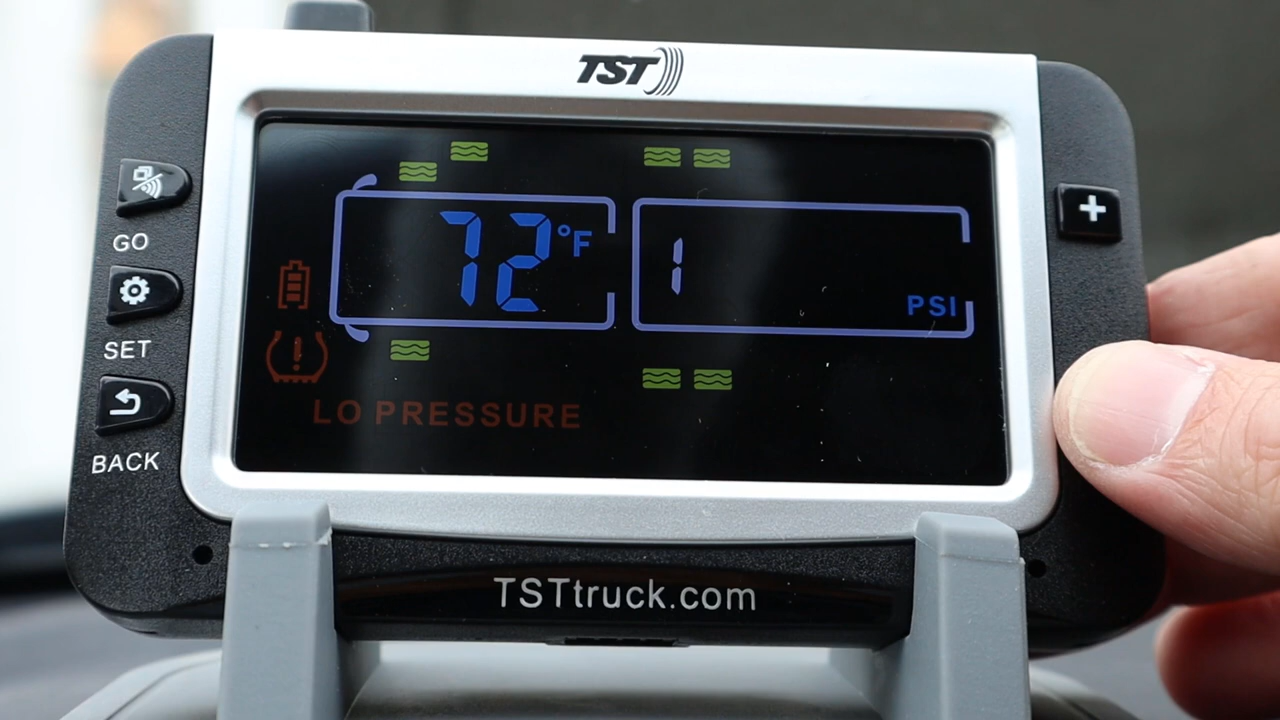 TST
GO
72°F
1
SET
PSI
LO PRESSURE
BACK
+
TSTtruck.com